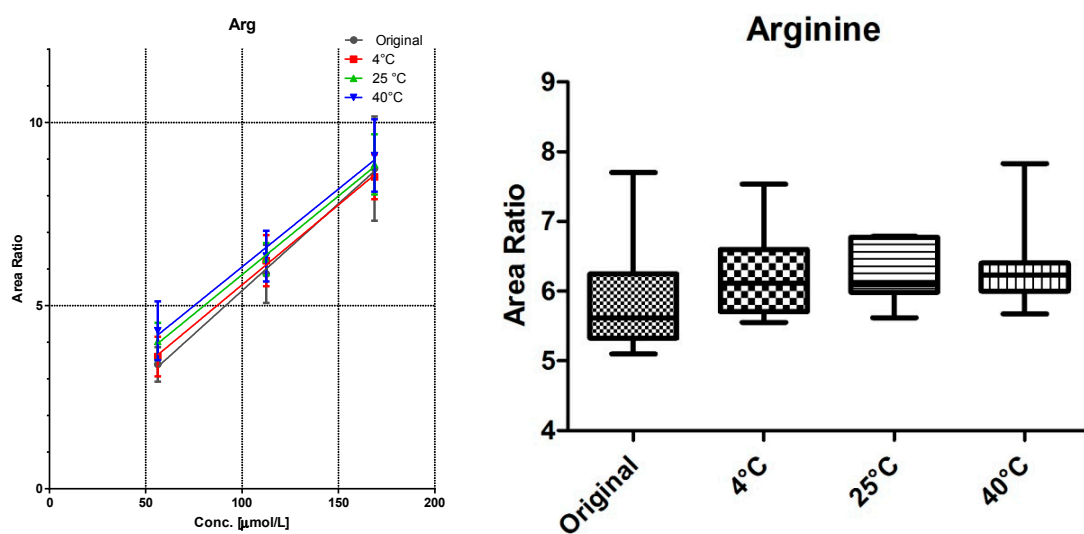 Arg
Original
4°C
25 °C
40°C
Area Ratio
10
5
0
0
50
100
150
200
Conc. [µmol/L]
Arginine
Area Ratio
9
8
7
6
5
4
Original
4°C
25°C
40°C